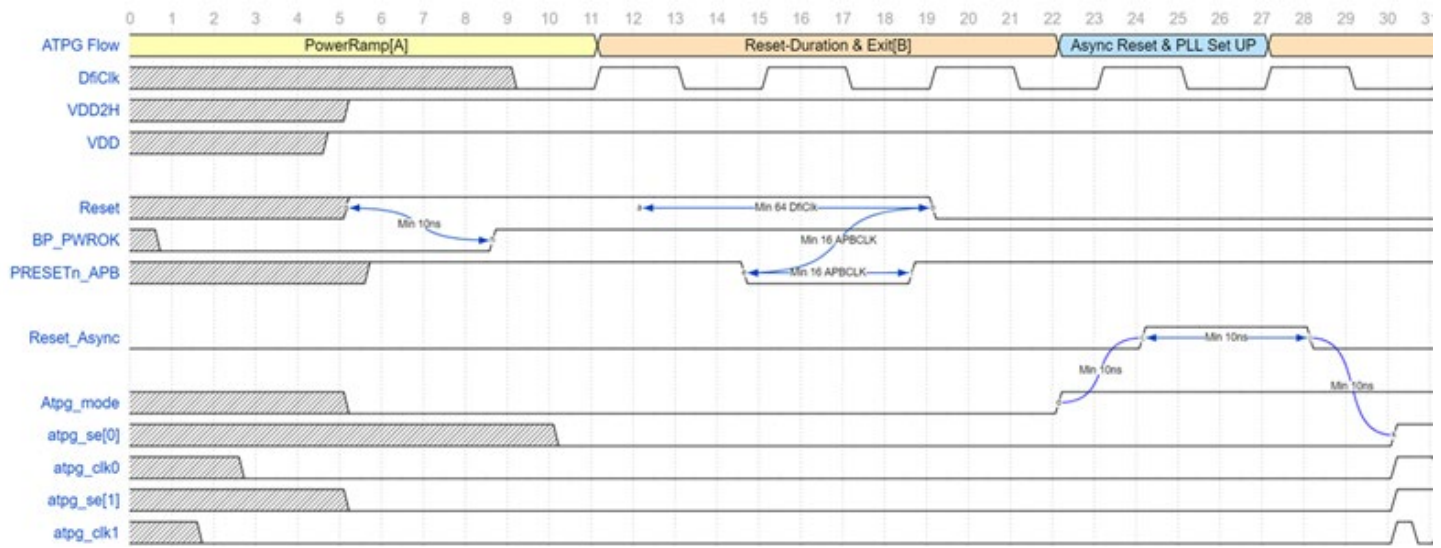 0 1 2 3 4 5 6 7 8 9 10 11 12 13 14 15 16 17 18 19 20 21 22 23 24 25 26 27 28 29 30 31
ATPG Flow PowerRamp[A] Reset-Duration & Exit[B] Async Reset & PLL Set UP
DfiClk
VDD2H
VDD
Reset Min 64 DfiClk
Min 10ns
BP_PWROK Min 16 APBCLK
PRESETn_APB Min 16 APBCLK
Reset_Async Min 10ns
Min 10ns
Min 10ns
Atpg_mode
atpg_se[0]
atpg_clk0
atpg_se[1]
atpg_clk1